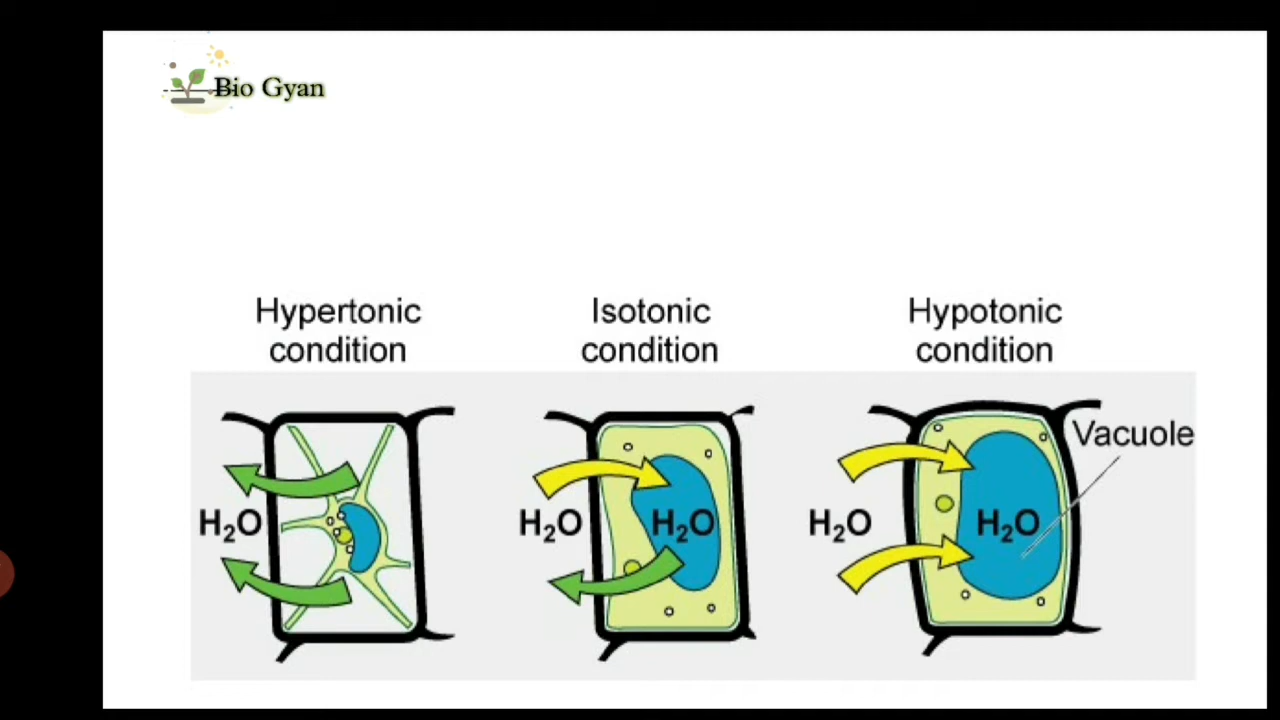 Bio Gyan
Hypertonic
condition
Isotonic
condition
Hypotonic
condition
Vacuole
H₂O
H₂O
H₂O
H₂O
H₂O